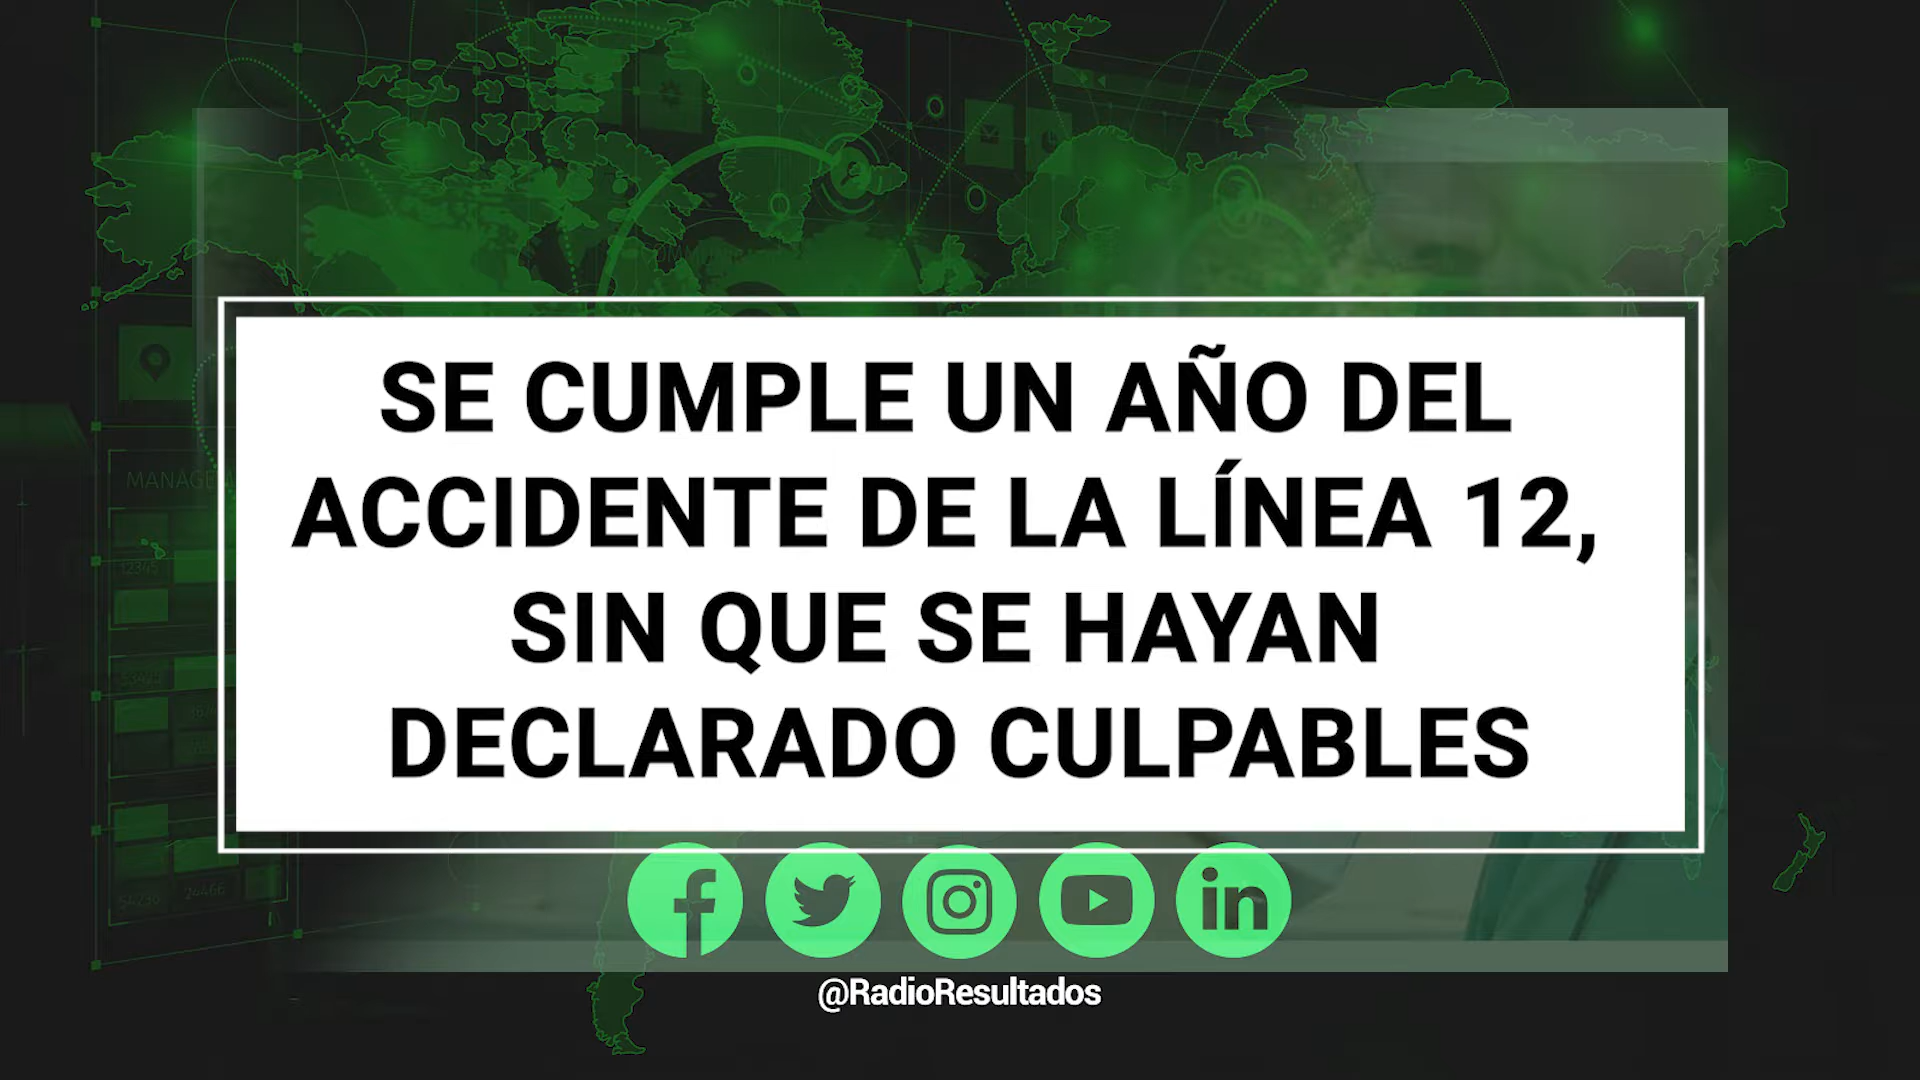 SE CUMPLE UN AÑO DEL
ACCIDENTE DE LA LÍNEA 12,
SIN QUE SE HAYAN
DECLARADO CULPABLES
@RadioResultados